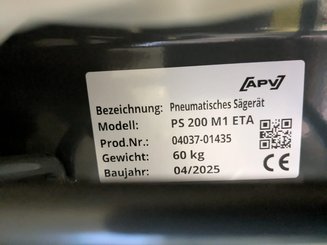 APV
Bezeichnung: Pneumatisches Sägerät
Modell: PS 200 M1 ETA
Prod.Nr.: 04037-01435
Gewicht: 60 kg
Baujahr: 04/2025
CE